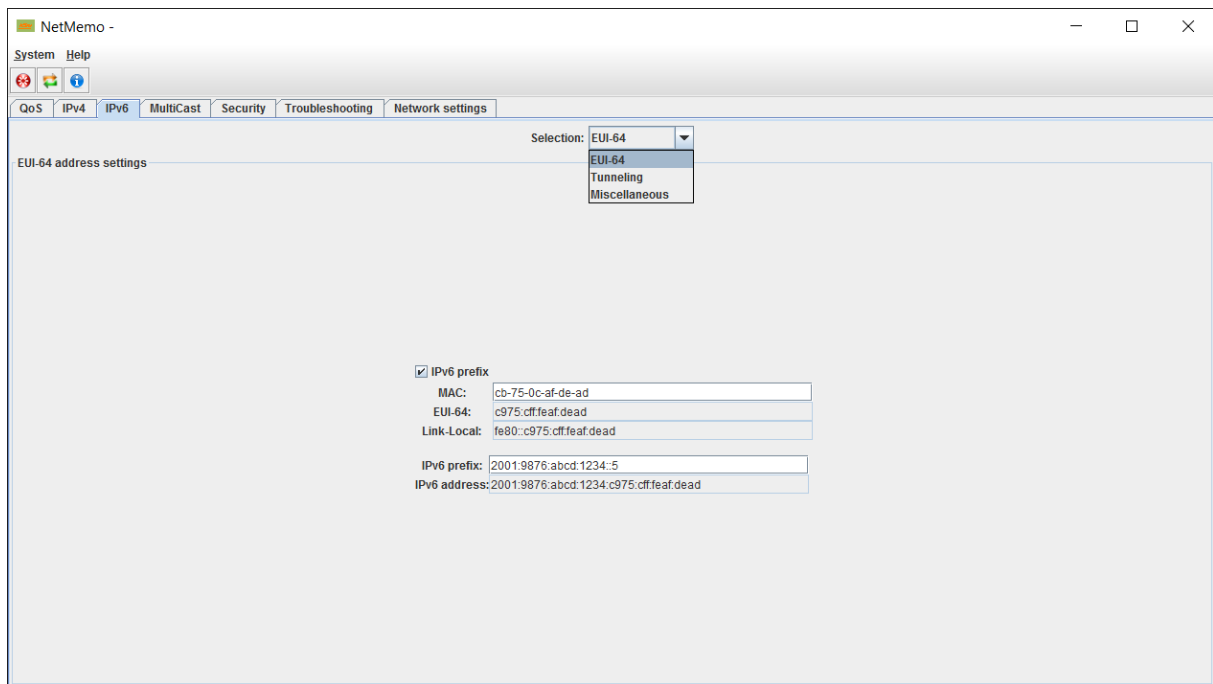 NetMemo -
System Help
QoS IPv4 IPv6 MultiCast Security Troubleshooting Network settings
Selection: EUI-64
EUI-64
Tunneling
Miscellaneous
EUI-64 address settings
IPv6 prefix
MAC: cb-75-0c-af-de-ad
EUI-64: c975:cff:feaf:dead
Link-Local: fe80::c975:cff:feaf:dead
IPv6 prefix: 2001:9876:abcd:1234::5
IPv6 address: 2001:9876:abcd:1234:c975:cff:feaf:dead